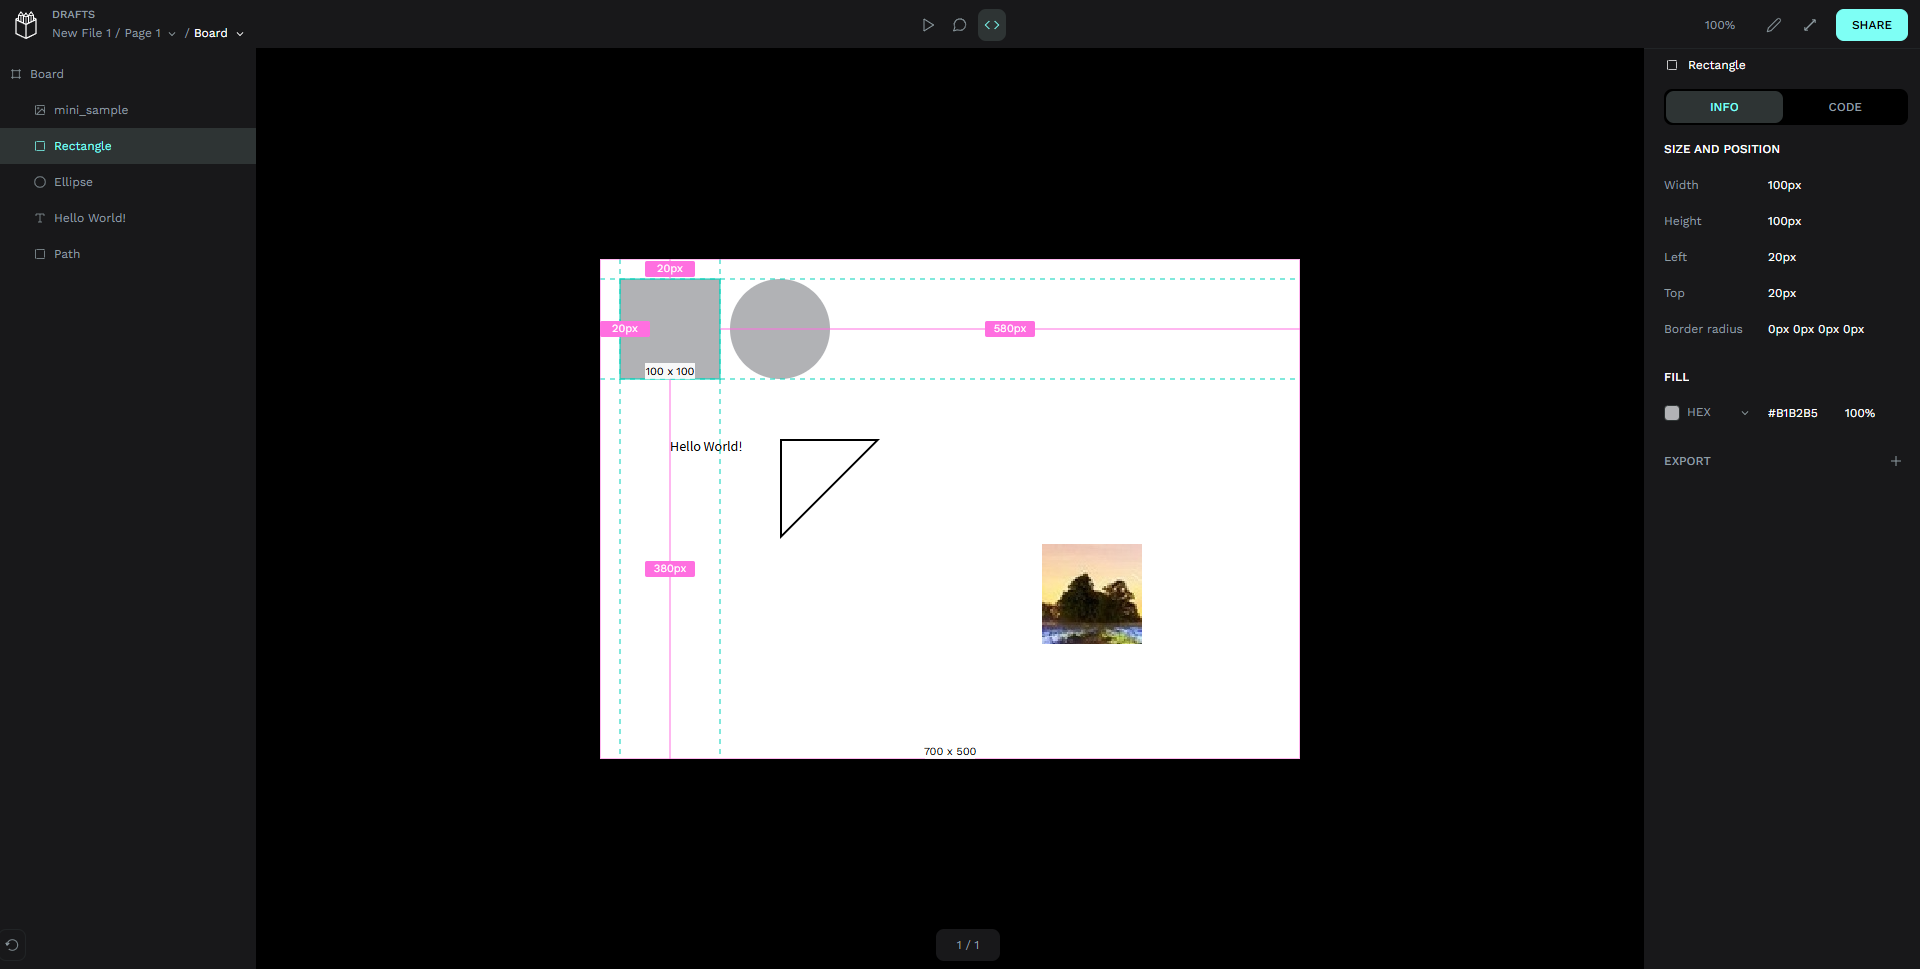 DRAFTS
New File 1 / Page 1 / Board
100%
SHARE
Board
mini_sample
Rectangle
Ellipse
Hello World!
Path
20px
20px
580px
100 x 100
Hello World!
380px
700 x 500
1 / 1
Rectangle
INFO
CODE
SIZE AND POSITION
Width 100px
Height 100px
Left 20px
Top 20px
Border radius 0px 0px 0px 0px
FILL
HEX #B1B2B5 100%
EXPORT